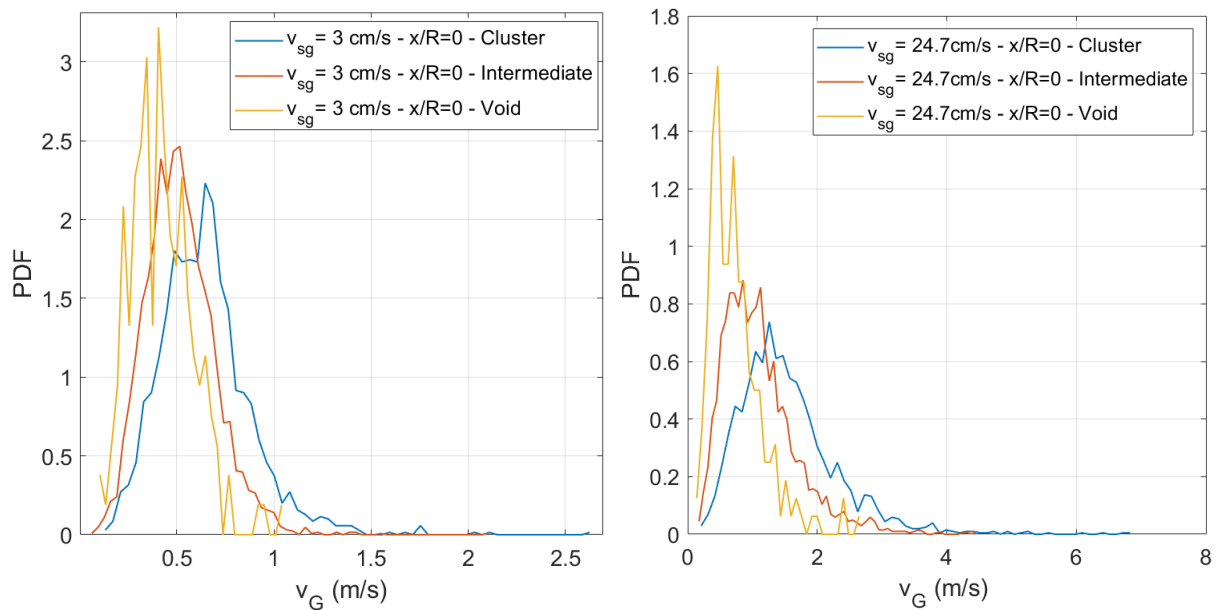 v_sg= 3 cm/s - x/R=0 - Cluster
v_sg= 3 cm/s - x/R=0 - Intermediate
v_sg= 3 cm/s - x/R=0 - Void
3
2.5
2
1.5
1
0.5
0
PDF
0.5
1
1.5
2
2.5
v_G (m/s)
v_sg= 24.7cm/s - x/R=0 - Cluster
v_sg= 24.7cm/s - x/R=0 - Intermediate
v_sg= 24.7cm/s - x/R=0 - Void
1.8
1.6
1.4
1.2
1
0.8
0.6
0.4
0.2
0
PDF
0
2
4
6
8
v_G (m/s)